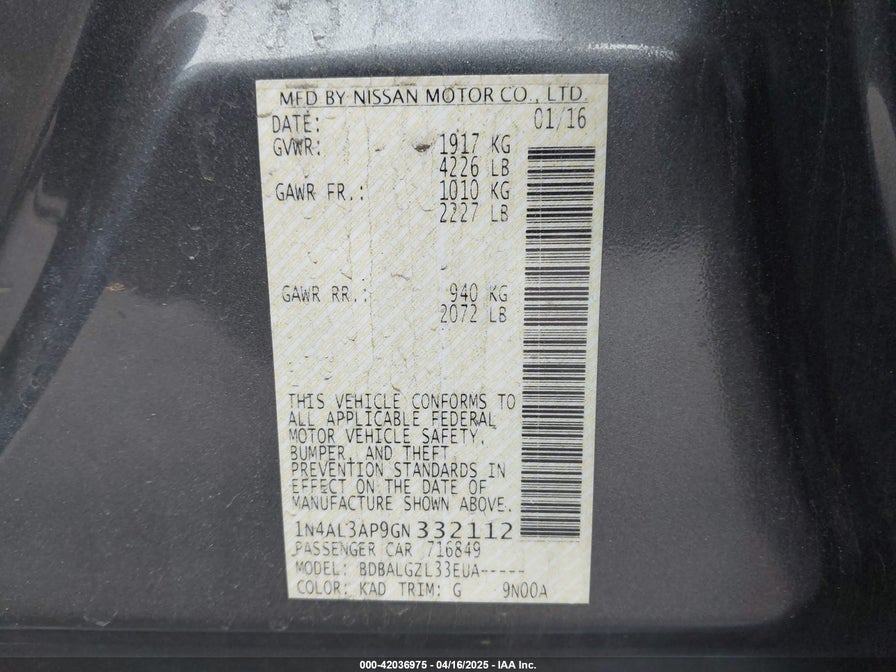 MFD BY NISSAN MOTOR CO., LTD.
DATE: 01/16
GVWR: 1917 KG
4226 LB
GAWR FR.: 1010 KG
2227 LB
GAWR RR.: 940 KG
2072 LB
THIS VEHICLE CONFORMS TO
ALL APPLICABLE FEDERAL
MOTOR VEHICLE SAFETY,
BUMPER, AND THEFT
PREVENTION STANDARDS IN
EFFECT ON THE DATE OF
MANUFACTURE SHOWN ABOVE.
1N4AL3AP9GN332112
PASSENGER CAR 716849
MODEL: BDBALGZL33EUA-----
COLOR: KAD TRIM: G 9N00A
000-42036975 - 04/16/2025 - IAA Inc.